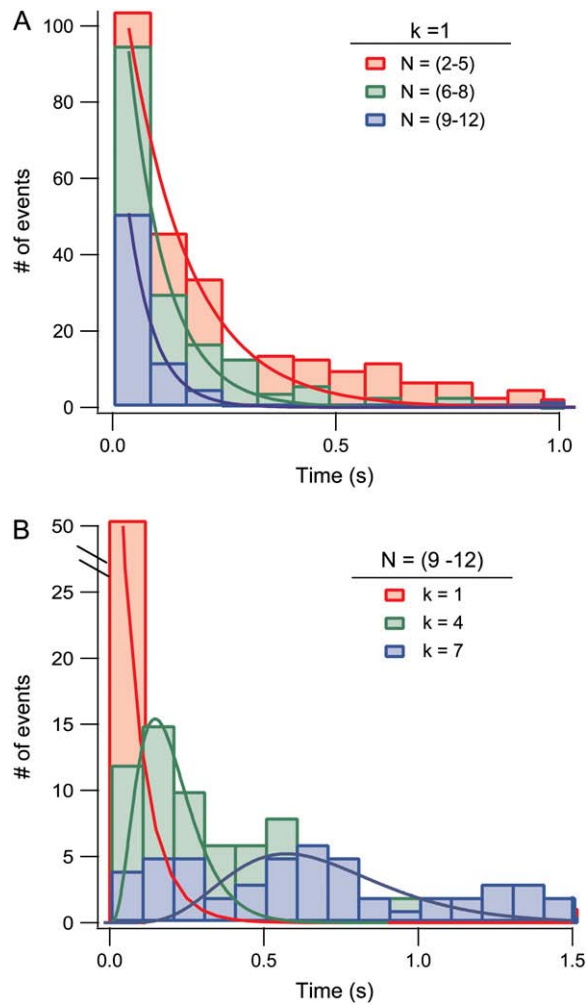 A
k =1
N = (2-5)
N = (6-8)
N = (9-12)
100
80
60
40
20
0
# of events
0.0
0.5
1.0
Time (s)
B
N = (9 -12)
k = 1
k = 4
k = 7
50
25
20
15
10
5
0
# of events
0.0
0.5
1.0
1.5
Time (s)